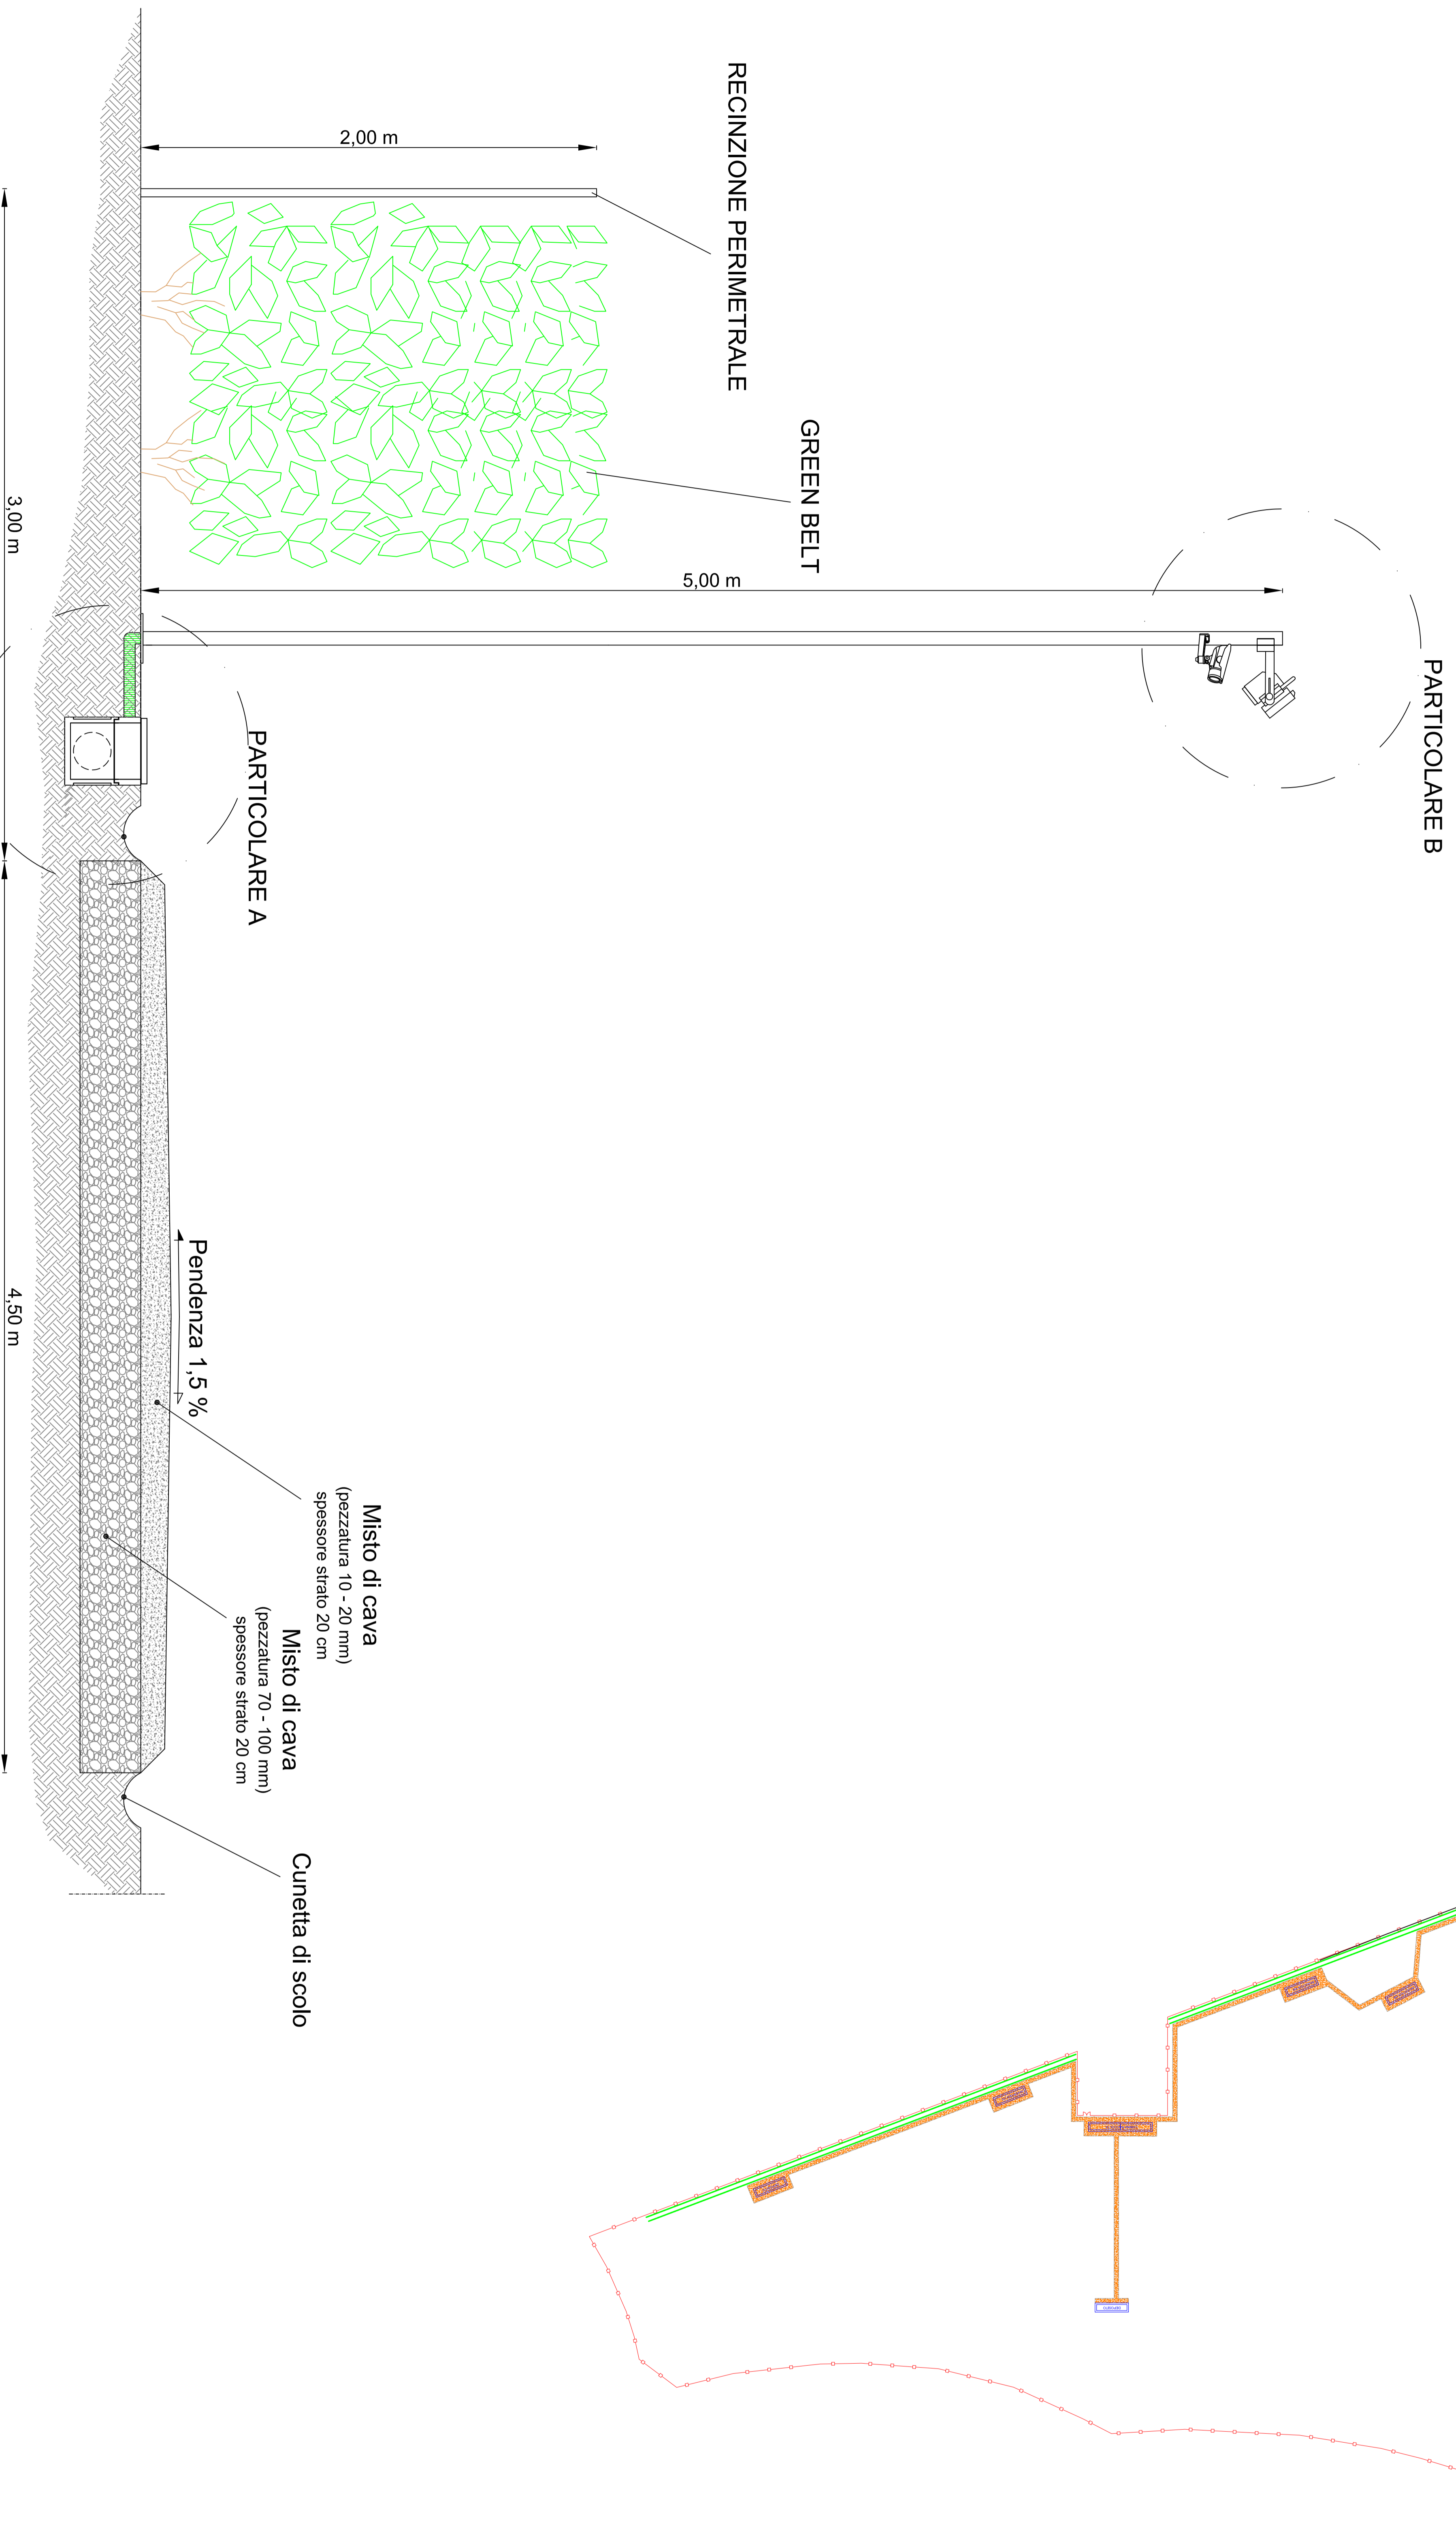 PARTICOLARE B
5,00 m
GREEN BELT
RECINZIONE PERIMETRALE
2,00 m
PARTICOLARE A
Misto di cava
(pezzatura 10 - 20 mm)
spessore strato 20 cm
Misto di cava
(pezzatura 70 - 100 mm)
spessore strato 20 cm
Cunetta di scolo
Pendenza 1,5 %
3,00 m
4,50 m